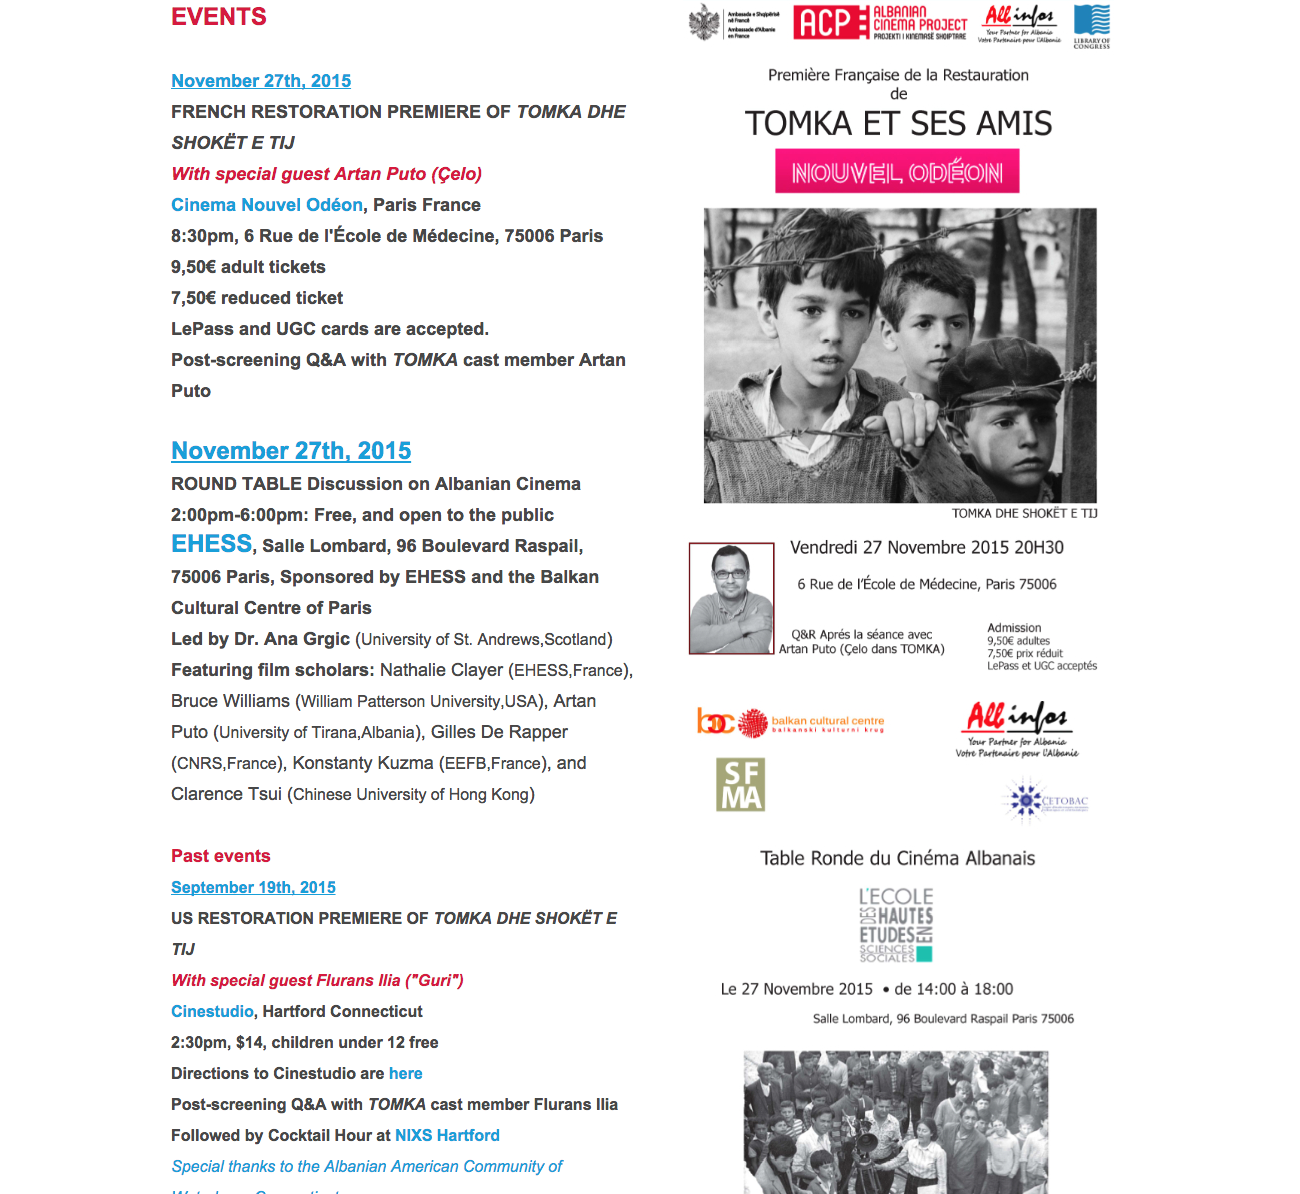 EVENTS
November 27th, 2015
FRENCH RESTORATION PREMIERE OF TOMKA DHE
SHOKËT E TIJ
With special guest Artan Puto (Çelo)
Cinema Nouvel Odéon, Paris France
8:30pm, 6 Rue de l'École de Médecine, 75006 Paris
9,50€ adult tickets
7,50€ reduced ticket
LePass and UGC cards are accepted.
Post-screening Q&A with TOMKA cast member Artan
Puto
November 27th, 2015
ROUND TABLE Discussion on Albanian Cinema
2:00pm-6:00pm: Free, and open to the public
EHESS, Salle Lombard, 96 Boulevard Raspail,
75006 Paris, Sponsored by EHESS and the Balkan
Cultural Centre of Paris
Led by Dr. Ana Grgic (University of St. Andrews,Scotland)
Featuring film scholars: Nathalie Clayer (EHESS,France),
Bruce Williams (William Patterson University,USA), Artan
Puto (University of Tirana,Albania), Gilles De Rapper
(CNRS,France), Konstanty Kuzma (EEFB,France), and
Clarence Tsui (Chinese University of Hong Kong)
Past events
September 19th, 2015
US RESTORATION PREMIERE OF TOMKA DHE SHOKËT E
TIJ
With special guest Flurans Ilia ("Guri")
Cinestudio, Hartford Connecticut
2:30pm, $14, children under 12 free
Directions to Cinestudio are here
Post-screening Q&A with TOMKA cast member Flurans Ilia
Followed by Cocktail Hour at NIXS Hartford
Special thanks to the Albanian American Community of
Ambasada e Shqipërisë
në Francë
Ambassade d'Albanie
en France
ACP
ALBANIAN
CINEMA PROJECT
PROJEKTI I KINEMASË SHQIPTARE
All infos
Your Partner for Albania
Votre Partenaire pour l'Albanie
LIBRARY OF
CONGRESS
Première Française de la Restauration
de
TOMKA ET SES AMIS
NOUVEL ODÉON
TOMKA DHE SHOKËT E TIJ
Vendredi 27 Novembre 2015 20H30
6 Rue de l'École de Médecine, Paris 75006
Q&R Aprés la séance avec
Artan Puto (Çelo dans TOMKA)
Admission
9,50€ adultes
7,50€ prix réduit
LePass et UGC acceptés
bcc balkan cultural centre
balkanski kulturni krug
All infos
Your Partner for Albania
Votre Partenaire pour l'Albanie
SF
MA
CETOBAC
Table Ronde du Cinéma Albanais
L'ECOLE
DES HAUTES
ETUDES EN
SCIENCES
SOCIALES
Le 27 Novembre 2015 • de 14:00 à 18:00
Salle Lombard, 96 Boulevard Raspail Paris 75006